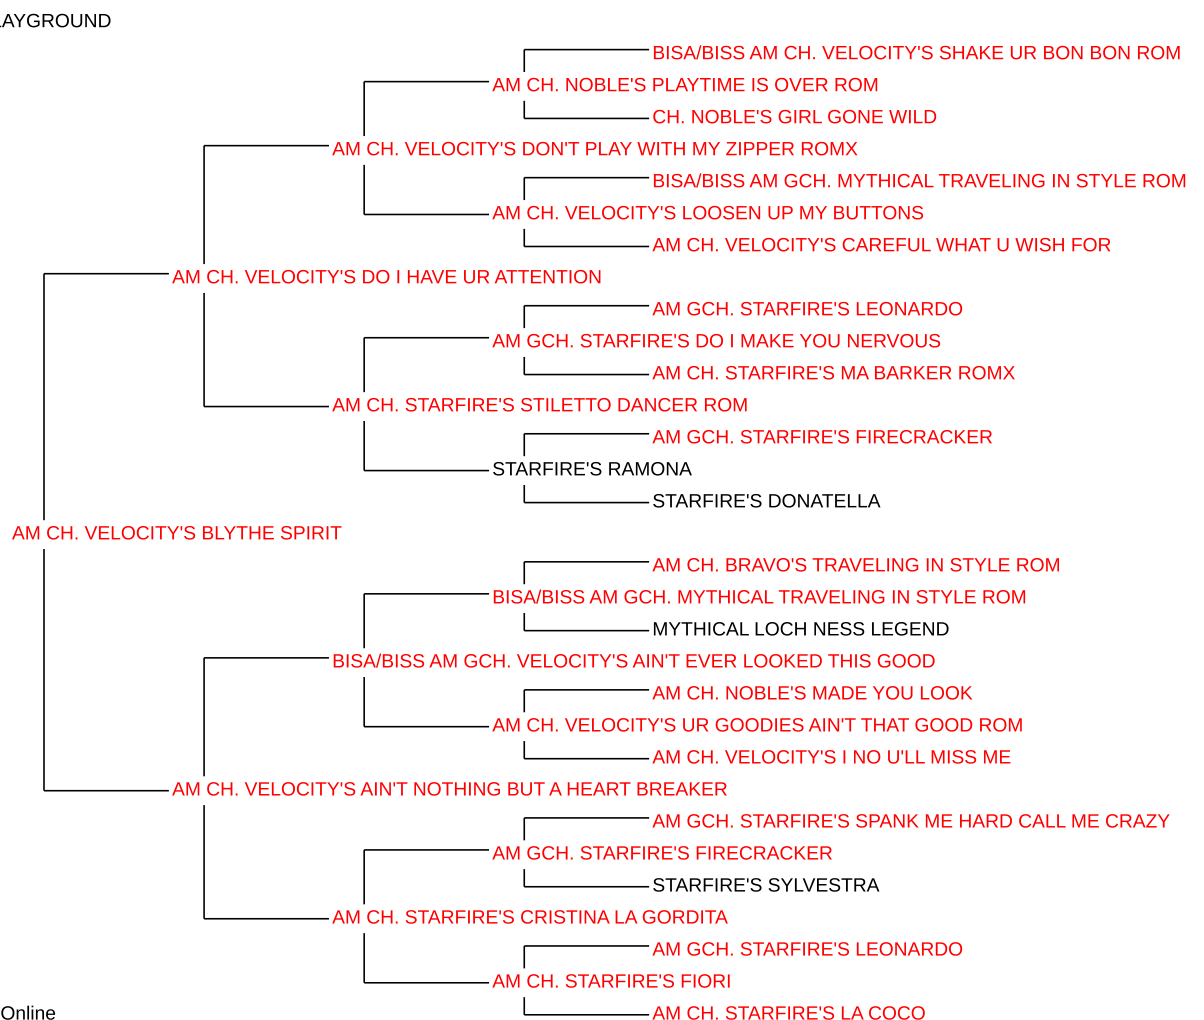 AYGROUND
BISA/BISS AM CH. VELOCITY'S SHAKE UR BON BON ROM
AM CH. NOBLE'S PLAYTIME IS OVER ROM
CH. NOBLE'S GIRL GONE WILD
AM CH. VELOCITY'S DON'T PLAY WITH MY ZIPPER ROMX
BISA/BISS AM GCH. MYTHICAL TRAVELING IN STYLE ROM
AM CH. VELOCITY'S LOOSEN UP MY BUTTONS
AM CH. VELOCITY'S CAREFUL WHAT U WISH FOR
AM CH. VELOCITY'S DO I HAVE UR ATTENTION
AM GCH. STARFIRE'S LEONARDO
AM GCH. STARFIRE'S DO I MAKE YOU NERVOUS
AM CH. STARFIRE'S MA BARKER ROMX
AM CH. STARFIRE'S STILETTO DANCER ROM
AM GCH. STARFIRE'S FIRECRACKER
STARFIRE'S RAMONA
STARFIRE'S DONATELLA
AM CH. VELOCITY'S BLYTHE SPIRIT
AM CH. BRAVO'S TRAVELING IN STYLE ROM
BISA/BISS AM GCH. MYTHICAL TRAVELING IN STYLE ROM
MYTHICAL LOCH NESS LEGEND
BISA/BISS AM GCH. VELOCITY'S AIN'T EVER LOOKED THIS GOOD
AM CH. NOBLE'S MADE YOU LOOK
AM CH. VELOCITY'S UR GOODIES AIN'T THAT GOOD ROM
AM CH. VELOCITY'S I NO U'LL MISS ME
AM CH. VELOCITY'S AIN'T NOTHING BUT A HEART BREAKER
AM GCH. STARFIRE'S SPANK ME HARD CALL ME CRAZY
AM GCH. STARFIRE'S FIRECRACKER
STARFIRE'S SYLVESTRA
AM CH. STARFIRE'S CRISTINA LA GORDITA
AM GCH. STARFIRE'S LEONARDO
AM CH. STARFIRE'S FIORI
AM CH. STARFIRE'S LA COCO
Online